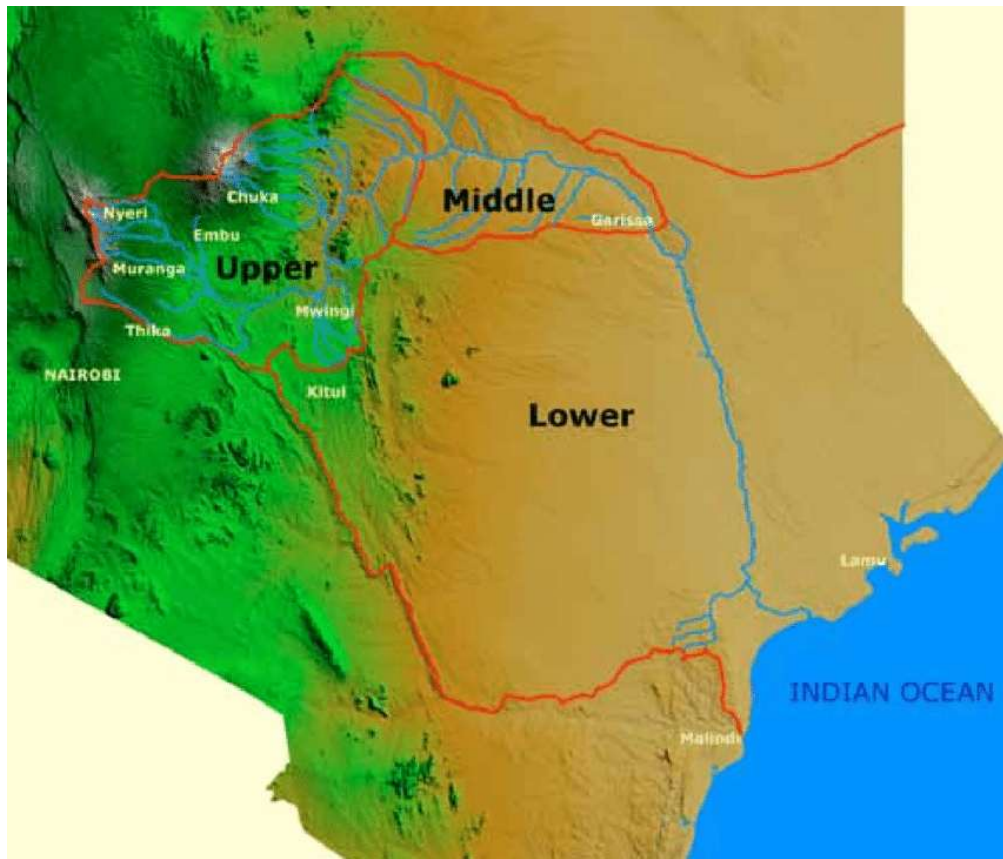 Middle
Chuka
Nyeri
Garissa
Embu
Upper
Muranga
Mwingi
Thika
NAIROBI
Kitui
Lower
Lamu
INDIAN OCEAN
Malindi